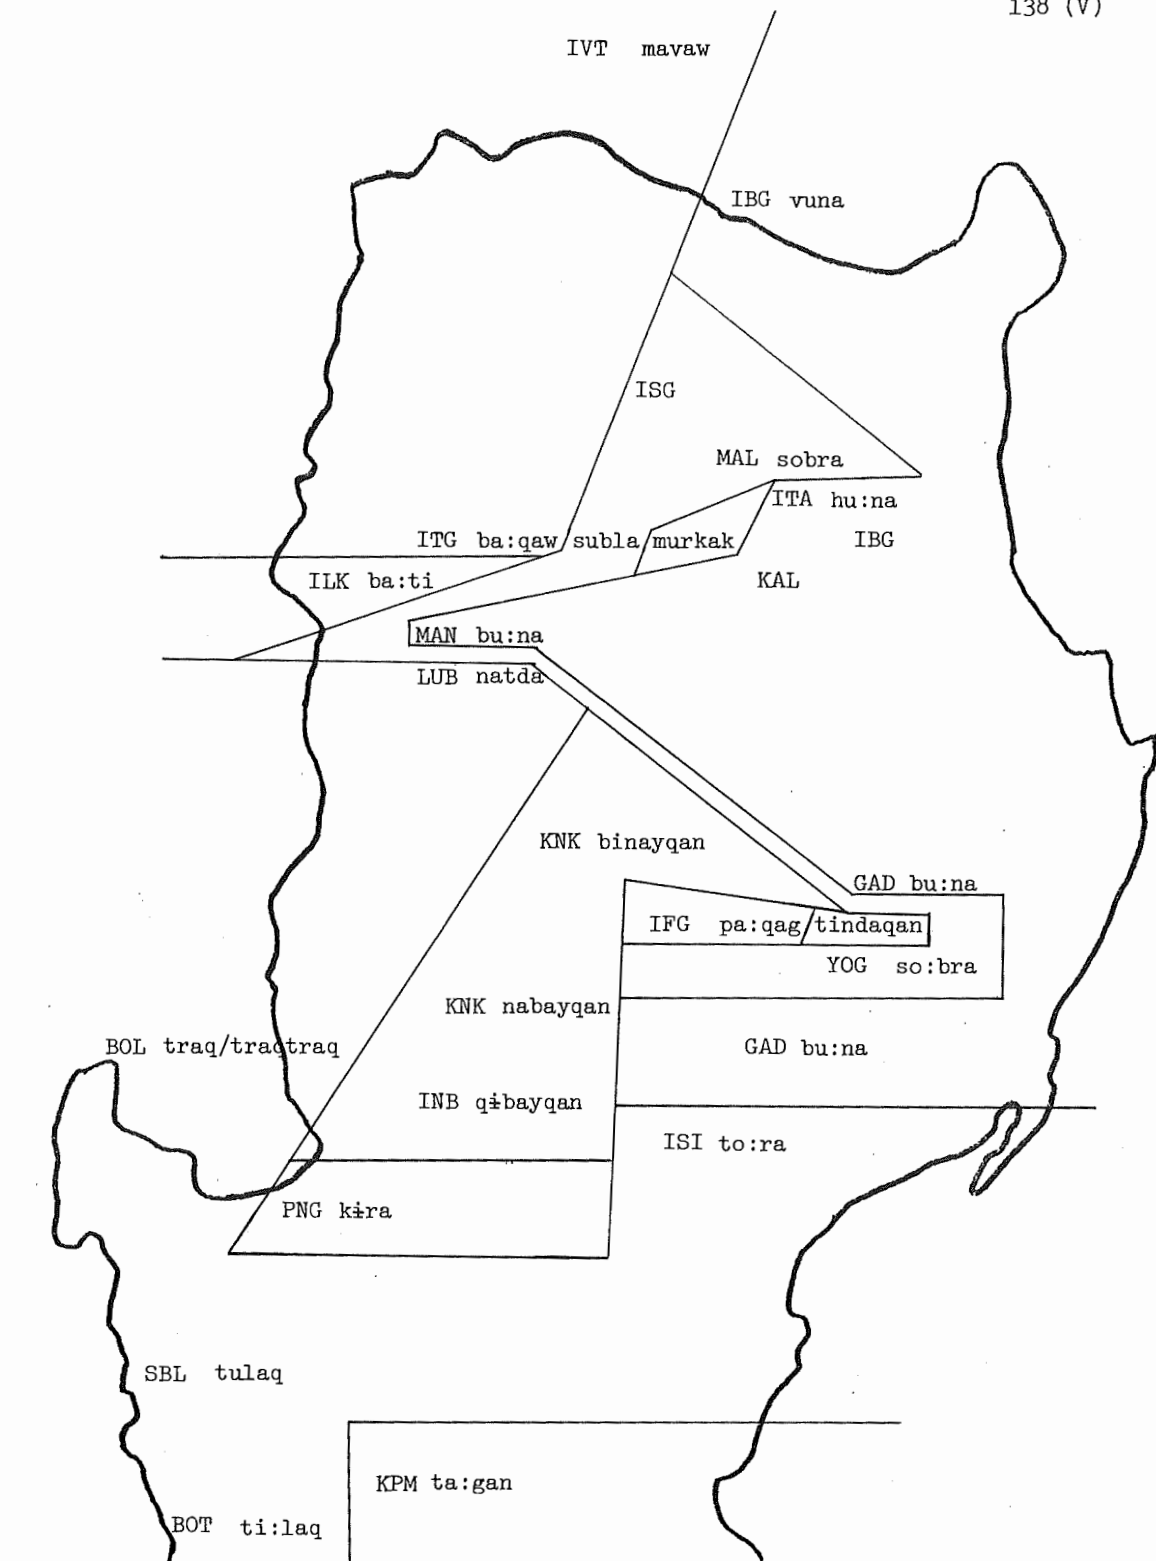 138 (V)
IVT mavaw
IBG vuna
ISG
MAL sobra
ITA hu:na
ITG ba:qaw
subla
murkak
IBG
ILK ba:ti
KAL
MAN bu:na
LUB natda
KNK binayqan
GAD bu:na
IFG pa:qag
tindaqan
YOG so:bra
KNK nabayqan
BOL traq/traqtraq
GAD bu:na
INB qɨbayqan
ISI to:ra
PNG kɨra
SBL tulaq
KPM ta:gan
BOT ti:laq